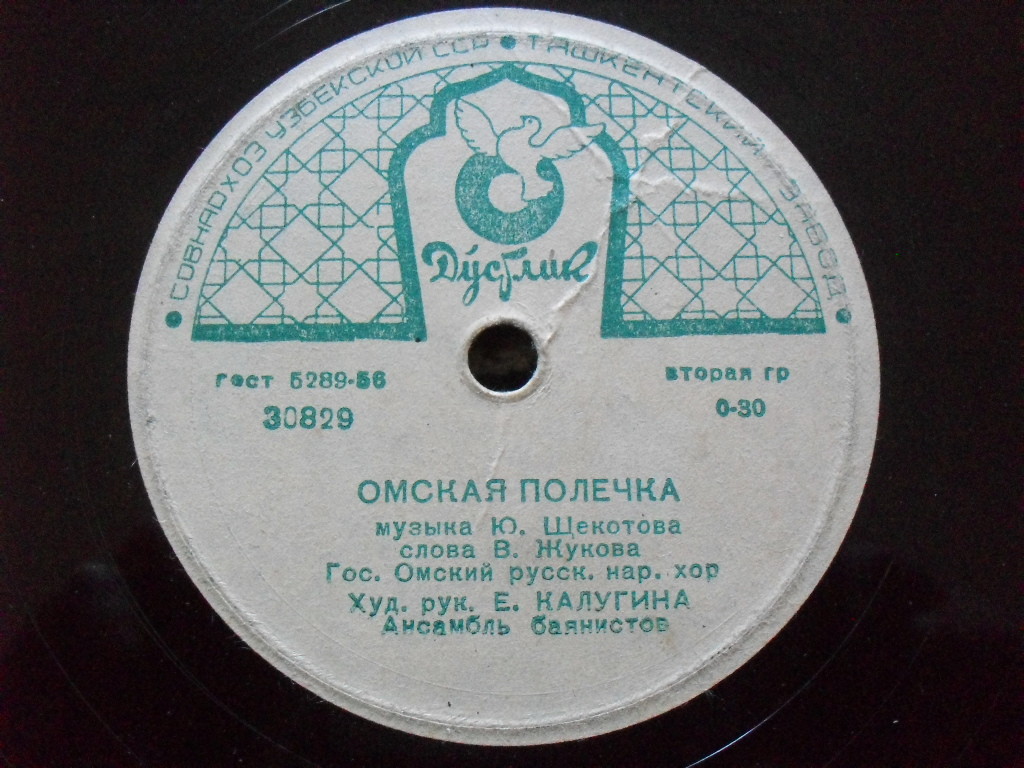 СОВНАРХОЗ УЗБЕКСКОЙ ССР • ТАШКЕНТСКИЙ ЗАВОД
Дўстлик
гост 5289-56
вторая гр
30829
0-30
ОМСКАЯ ПОЛЕЧКА
музыка Ю. Щекотова
слова В. Жукова
Гос. Омский русск. нар. хор
Худ. рук. Е. КАЛУГИНА
Ансамбль баянистов